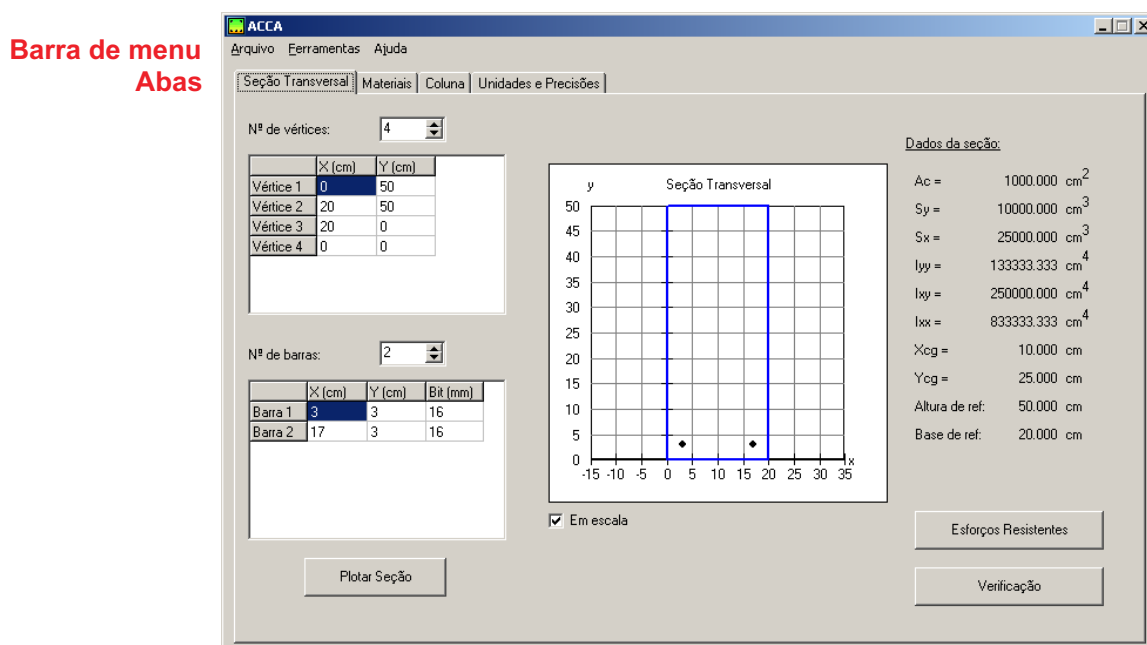 Barra de menu
Abas
ACCA
Arquivo Ferramentas Ajuda
Seção Transversal Materiais Coluna Unidades e Precisões
Nº de vértices: 4
X (cm) Y (cm)
Vértice 1 0 50
Vértice 2 20 50
Vértice 3 20 0
Vértice 4 0 0
Nº de barras: 2
X (cm) Y (cm) Bit (mm)
Barra 1 3 3 16
Barra 2 17 3 16
Plotar Seção
y Seção Transversal
50
45
40
35
30
25
20
15
10
5
0
x
-15 -10 -5 0 5 10 15 20 25 30 35
Em escala
Dados da seção:
Ac = 1000.000 cm2
Sy = 10000.000 cm3
Sx = 25000.000 cm3
Iyy = 133333.333 cm4
Ixy = 250000.000 cm4
Ixx = 833333.333 cm4
Xcg = 10.000 cm
Ycg = 25.000 cm
Altura de ref: 50.000 cm
Base de ref: 20.000 cm
Esforços Resistentes
Verificação